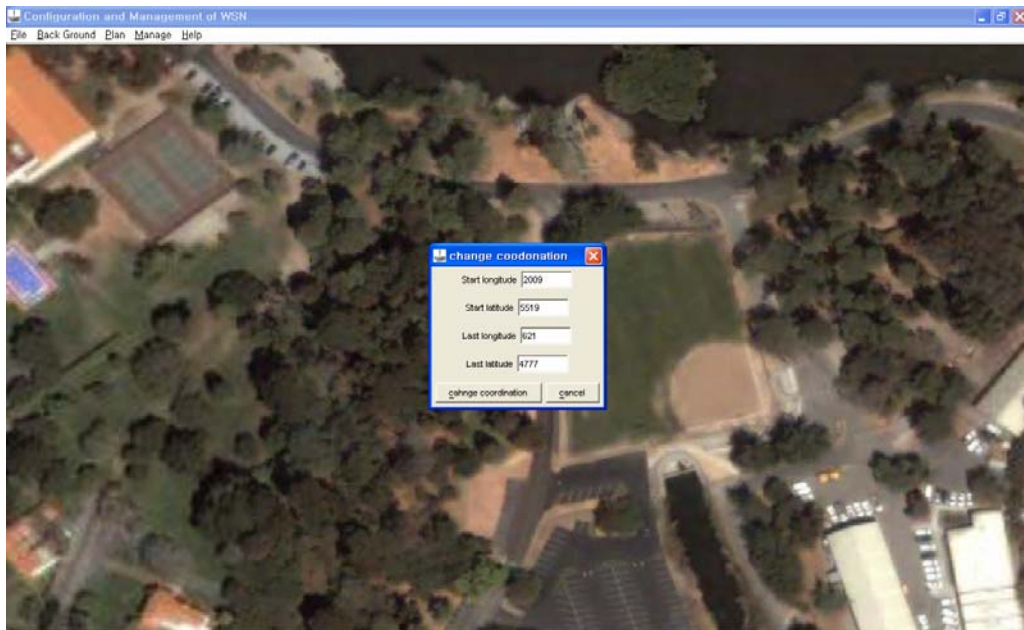 Configuration and Management of WSN
File Back Ground Plan Manage Help
change coodonation
Start longitude 2009
Start latitude 5519
Last longitude 621
Last latitude 4777
cahnge coordination cancel